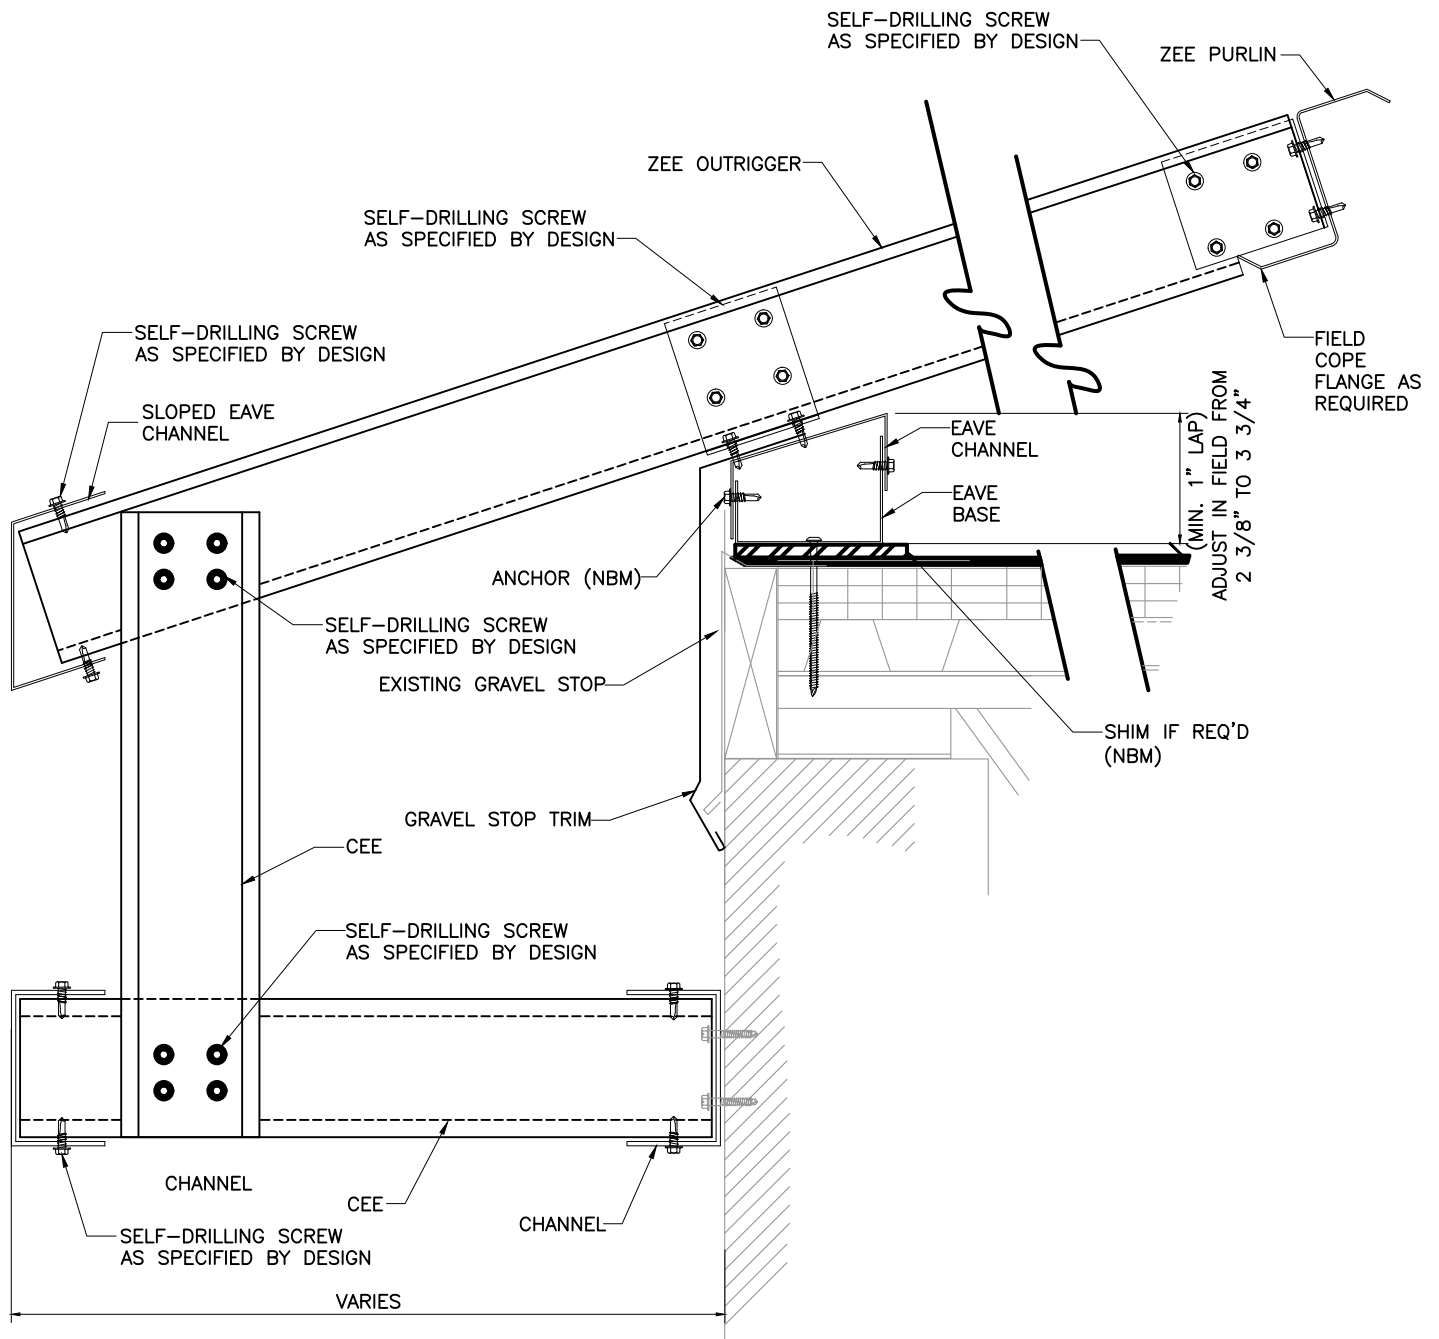 SELF-DRILLING SCREW
AS SPECIFIED BY DESIGN
ZEE PURLIN
ZEE OUTRIGGER
SELF-DRILLING SCREW
AS SPECIFIED BY DESIGN
SELF-DRILLING SCREW
AS SPECIFIED BY DESIGN
FIELD
COPE
FLANGE AS
REQUIRED
SLOPED EAVE
CHANNEL
EAVE
CHANNEL
(MIN. 1" LAP)
ADJUST IN FIELD FROM
2 3/8" TO 3 3/4"
EAVE
BASE
ANCHOR (NBM)
SELF-DRILLING SCREW
AS SPECIFIED BY DESIGN
EXISTING GRAVEL STOP
SHIM IF REQ'D
(NBM)
GRAVEL STOP TRIM
CEE
SELF-DRILLING SCREW
AS SPECIFIED BY DESIGN
CHANNEL
CEE
CHANNEL
SELF-DRILLING SCREW
AS SPECIFIED BY DESIGN
VARIES